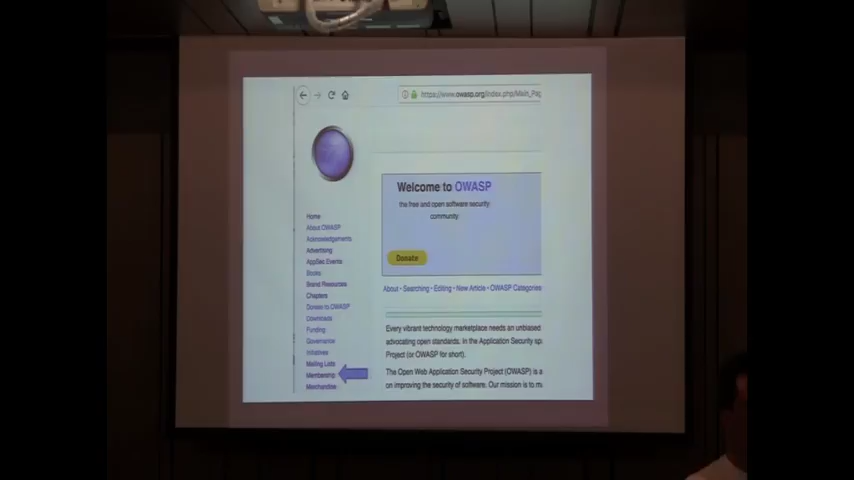 https://www.owasp.org/index.php/Main_Pag
Welcome to OWASP
the free and open software security
community
Donate
About · Searching · Editing · New Article · OWASP Categories
Home
About OWASP
Acknowledgements
Advertising
AppSec Events
Books
Brand Resources
Chapters
Donate to OWASP
Downloads
Funding
Governance
Initiatives
Mailing Lists
Membership
Merchandise
Every vibrant technology marketplace needs an unbiased
advocating open standards. In the Application Security sp
Project (or OWASP for short).
The Open Web Application Security Project (OWASP) is a
on improving the security of software. Our mission is to m